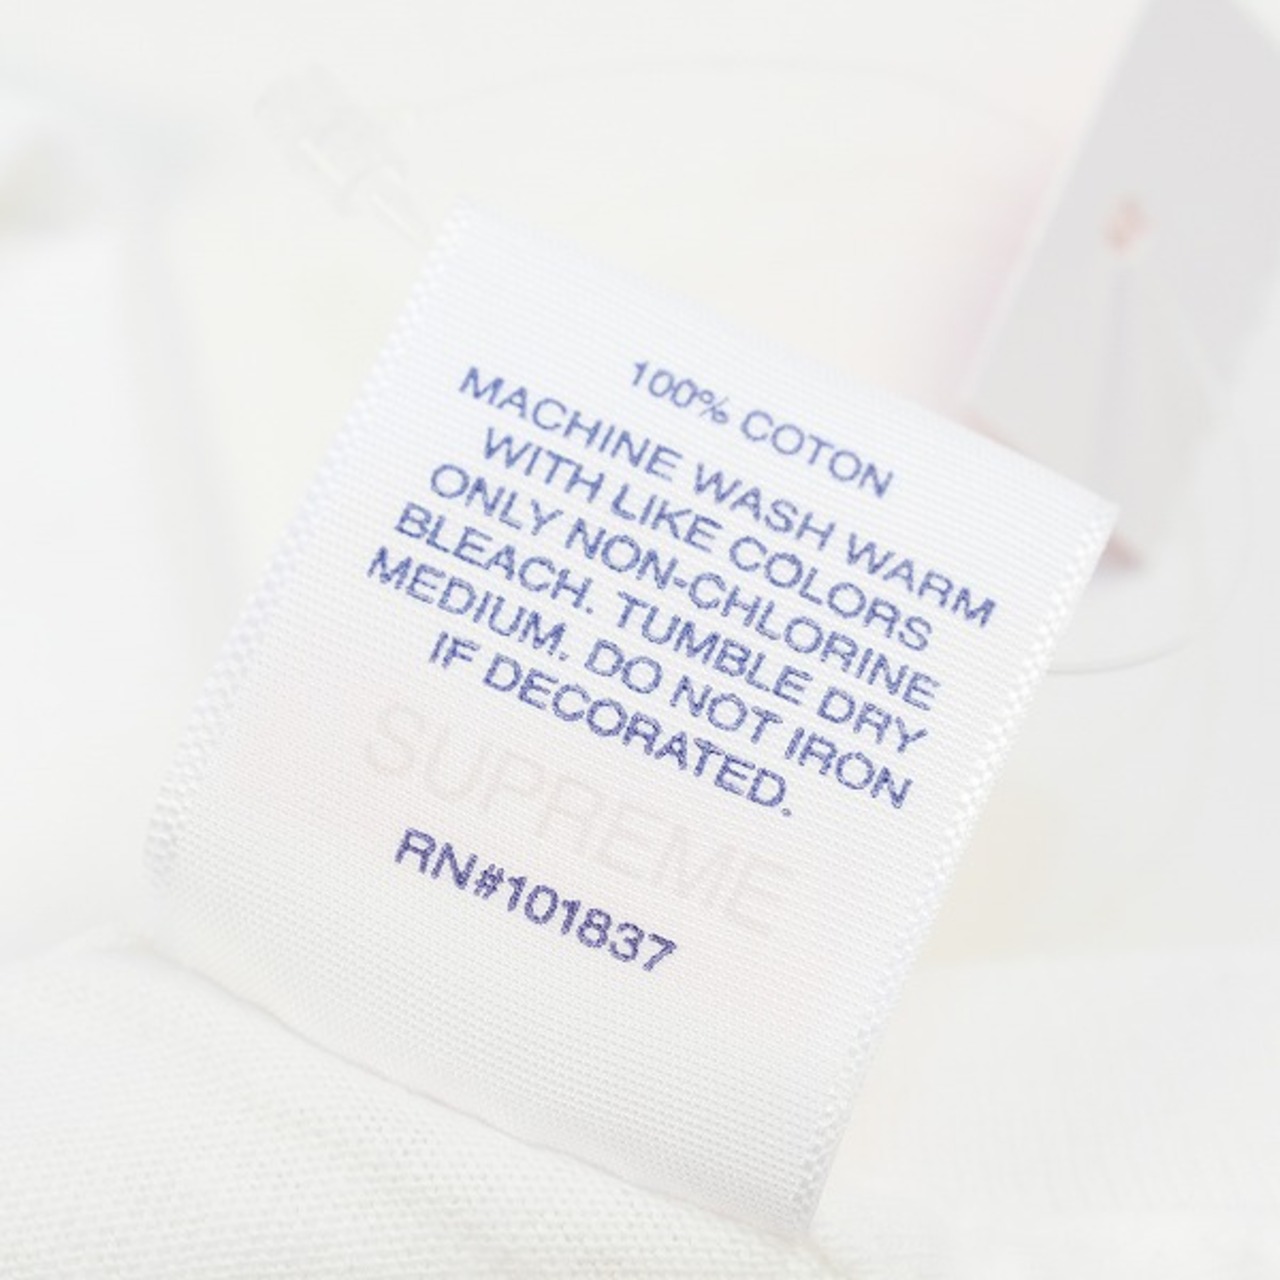 100% COTON
MACHINE WASH WARM
WITH LIKE COLORS
ONLY NON-CHLORINE
BLEACH. TUMBLE DRY
MEDIUM. DO NOT IRON
IF DECORATED.
SUPREME
RN#101837